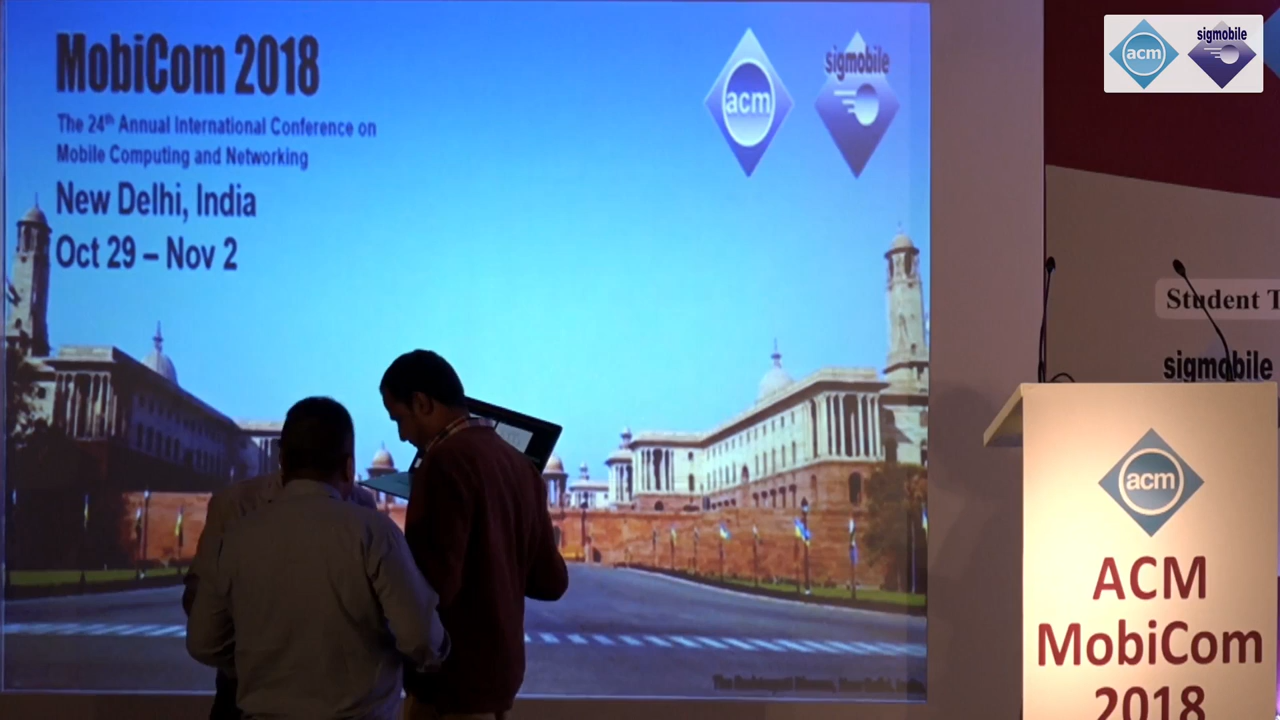 MobiCom 2018
The 24th Annual International Conference on
Mobile Computing and Networking
New Delhi, India
Oct 29 – Nov 2
acm
sigmobile
acm
sigmobile
Student
sigmobile
acm
ACM
MobiCom
2018